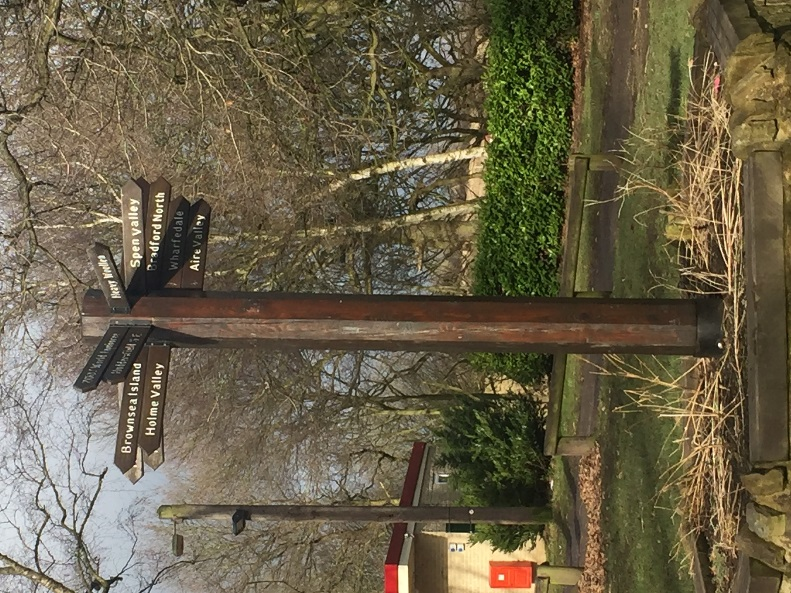 Spen valley
Bradford North
Wharfedale
Aire Valley
Brownsea Island
Holme Valley